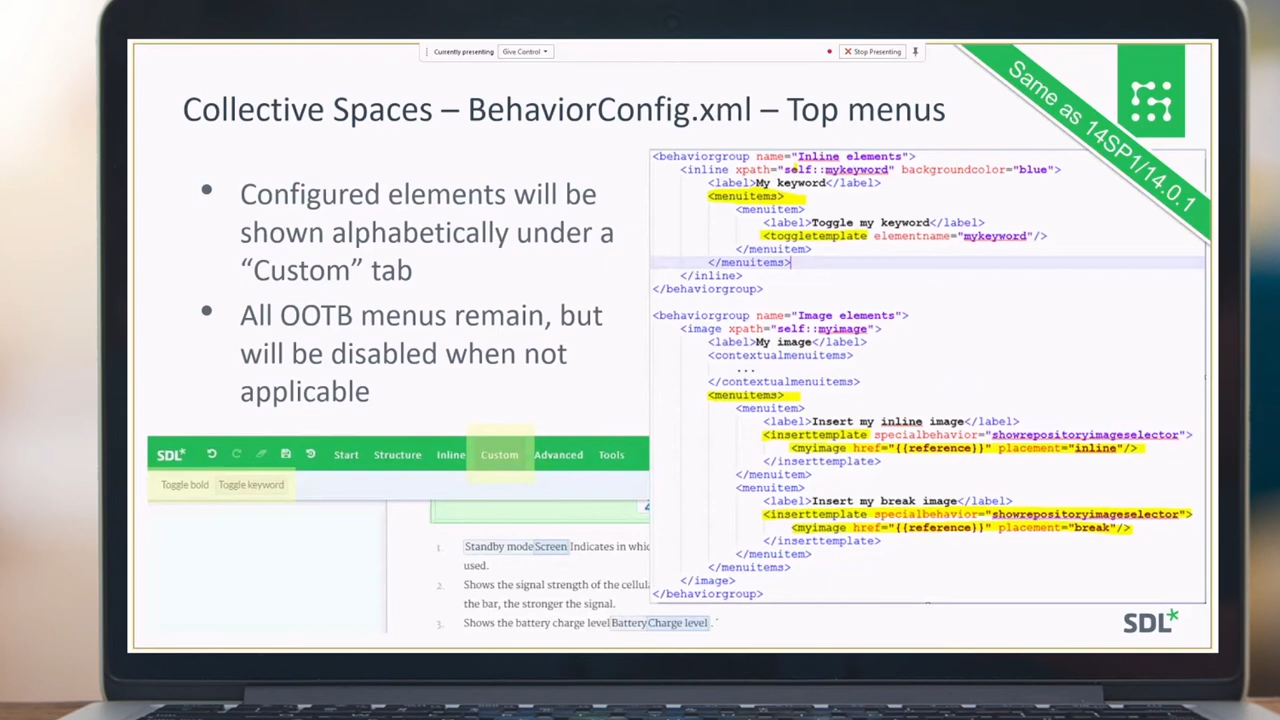 Currently presenting
Give Control
Stop Presenting
Same as 14SP1/14.0.1
Collective Spaces – BehaviorConfig.xml – Top menus
• Configured elements will be
shown alphabetically under a
“Custom” tab
• All OOTB menus remain, but
will be disabled when not
applicable
<behaviorgroup name="Inline elements">
<inline xpath="self::mykeyword" backgroundcolor="blue">
<label>My keyword</label>
<menuitems>
<menuitem>
<label>Toggle my keyword</label>
<toggletemplate elementname="mykeyword"/>
</menuitem>
</menuitems>
</inline>
</behaviorgroup>
<behaviorgroup name="Image elements">
<image xpath="self::myimage">
<label>My image</label>
<contextualmenuitems>
...
</contextualmenuitems>
<menuitems>
<menuitem>
<label>Insert my inline image</label>
<inserttemplate specialbehavior="showrepositoryimageselector">
<myimage href="{{reference}}" placement="inline"/>
</inserttemplate>
</menuitem>
<menuitem>
<label>Insert my break image</label>
<inserttemplate specialbehavior="showrepositoryimageselector">
<myimage href="{{reference}}" placement="break"/>
</inserttemplate>
</menuitem>
</menuitems>
</image>
</behaviorgroup>
SDL* Start Structure Inline Custom Advanced Tools
Toggle bold Toggle keyword
1. Standby mode Screen Indicates in whic
used.
2. Shows the signal strength of the cellula
the bar, the stronger the signal.
3. Shows the battery charge level Battery Charge level .
SDL*